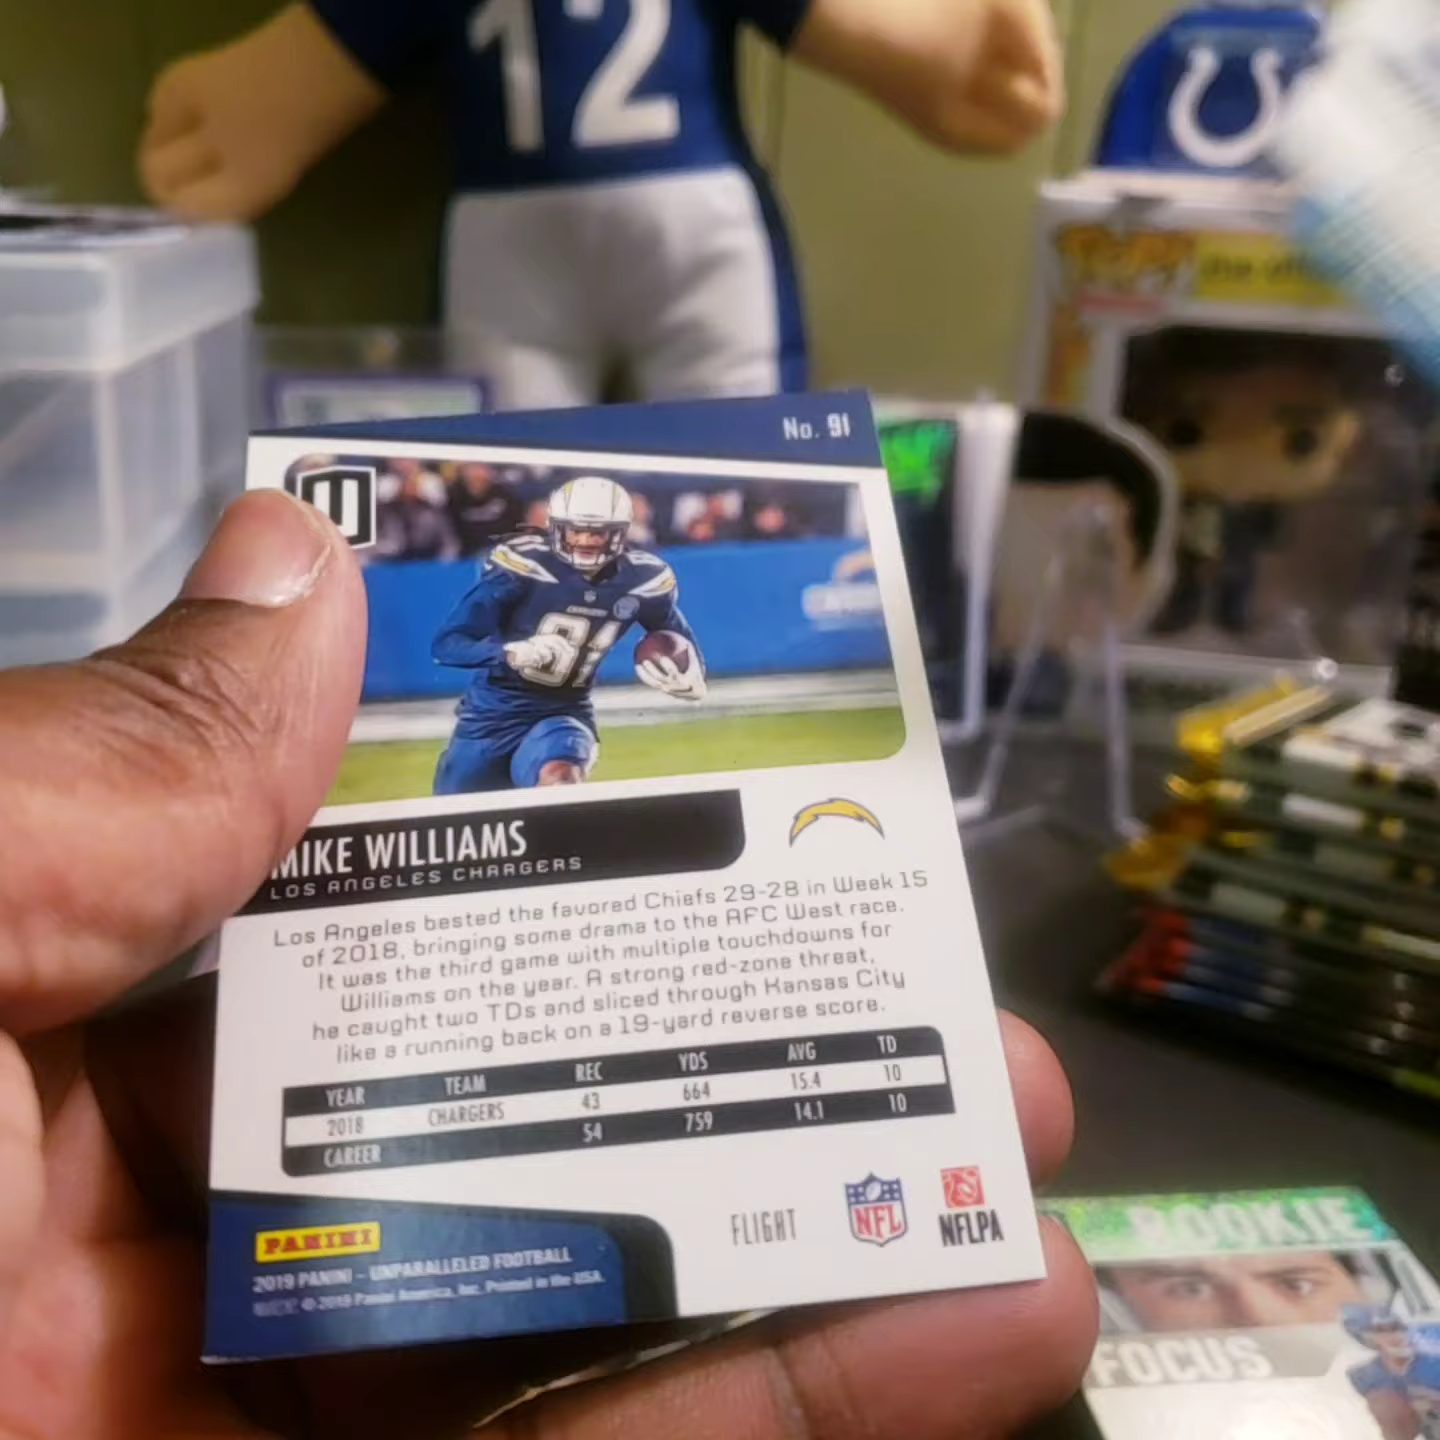 12
No. 91
U
81
MIKE WILLIAMS
LOS ANGELES CHARGERS
Los Angeles bested the favored Chiefs 29-28 in Week 15
of 2018, bringing some drama to the AFC West race.
It was the third game with multiple touchdowns for
Williams on the year. A strong red-zone threat,
he caught two TDs and sliced through Kansas City
like a running back on a 19-yard reverse score.
YEAR TEAM REC YDS AVG TD
2018 CHARGERS 43 664 15.4 10
CAREER 54 759 14.1 10
FLIGHT NFL NFLPA
PANINI
2019 PANINI - UNPARALLELED FOOTBALL
© 2019 Panini America, Inc. Printed in the USA.
ROOKIE
FOCUS